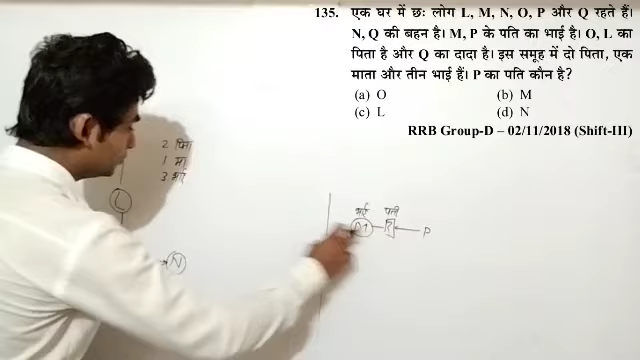 135. एक घर में छः लोग L, M, N, O, P और Q रहते हैं।
N, Q की बहन है। M, P के पति का भाई है। O, L का
पिता है और Q का दादा है। इस समूह में दो पिता, एक
माता और तीन भाई हैं। P का पति कौन है?
(a) O (b) M
(c) L (d) N
RRB Group-D – 02/11/2018 (Shift-III)
2 पिता
1 मा
3 भाई
L
भाई पति
M P
N